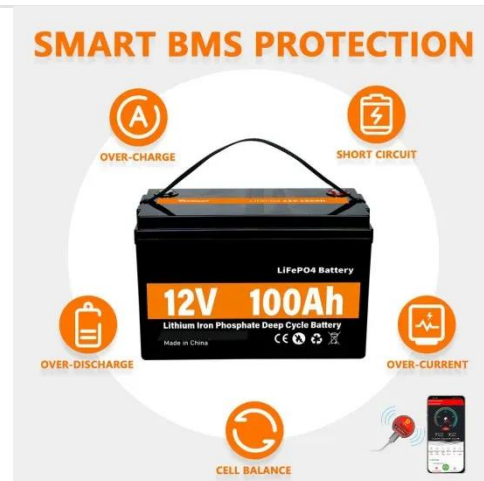 SMART BMS PROTECTION
A
OVER-CHARGE
SHORT CIRCUIT
LiFePO4 Battery
12V 100Ah
Lithium Iron Phosphate Deep Cycle Battery
Made in China
CE
OVER-DISCHARGE
OVER-CURRENT
CELL BALANCE